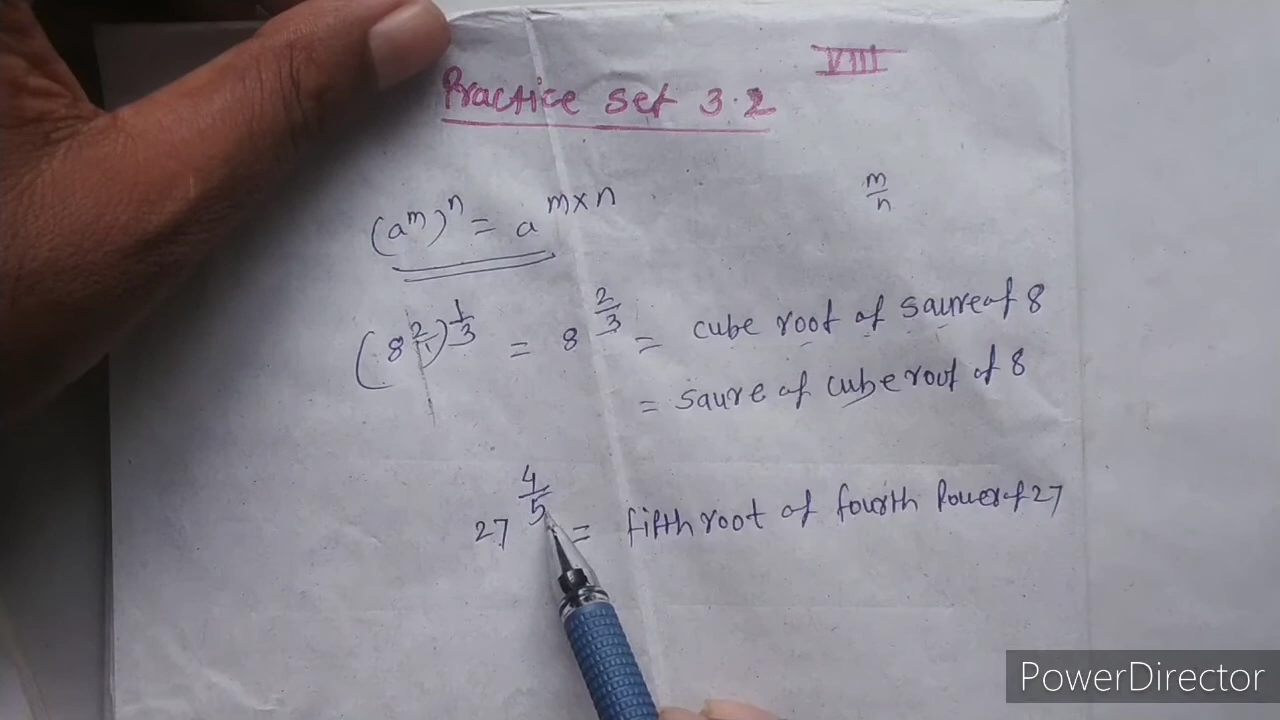 VIII
Practice Set 3.2
(aᵐ)ⁿ = a^{m×n}
m/n
(8^{2/1})^{1/3} = 8^{2/3} = cube root of saure of 8
= saure of cube root of 8
27^{4/5} = fifth root of fourth Power of 27
PowerDirector